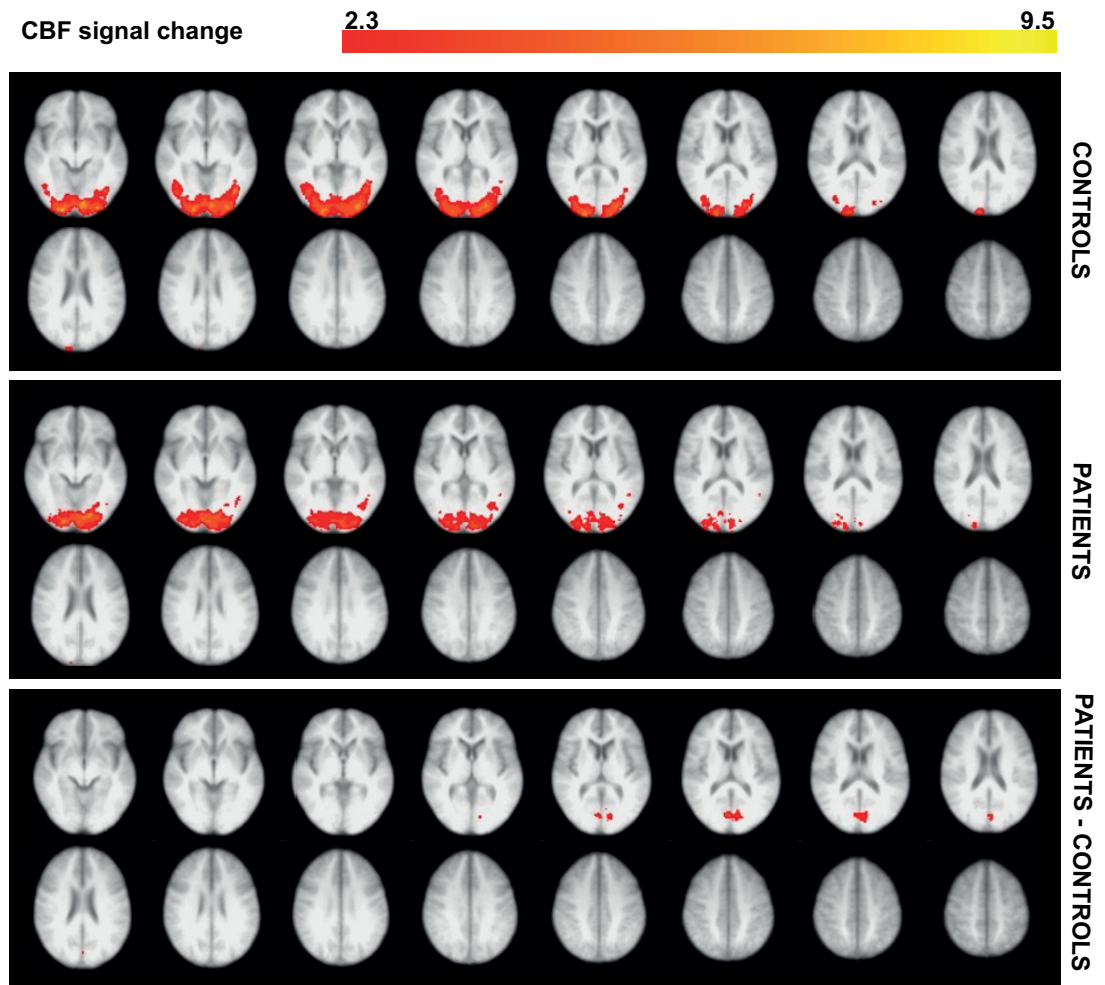 CBF signal change
2.3
9.5
CONTROLS
PATIENTS
PATIENTS - CONTROLS